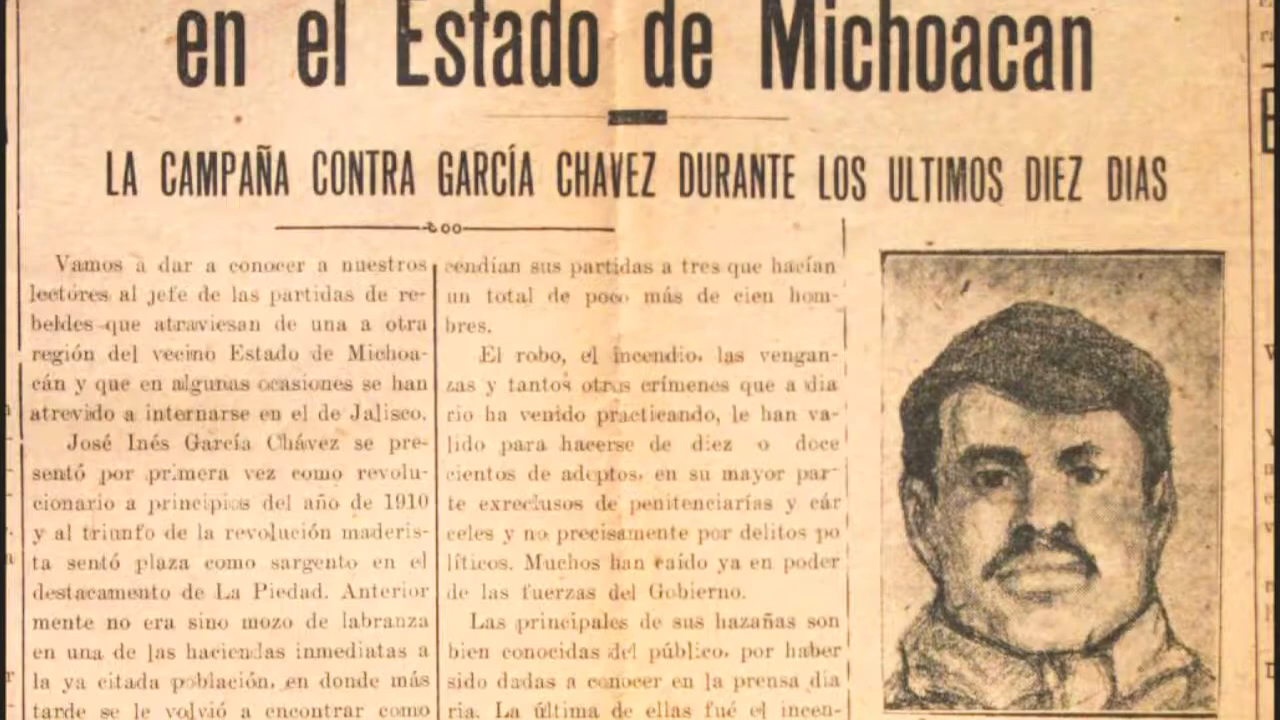 en el Estado de Michoacan
LA CAMPAÑA CONTRA GARCÍA CHAVEZ DURANTE LOS ULTIMOS DIEZ DIAS
Vamos a dar a conocer a nuestros
lectores al jefe de las partidas de re-
beldes que atraviesan de una a otra
región del vecino Estado de Michoa-
cán y que en algunas ocasiones se han
atrevido a internarse en el de Jalisco.
José Inés García Chávez se pre-
sentó por primera vez como revolu-
cionario a principios del año de 1910
y al triunfo de la revolución maderis-
ta sentó plaza como sargento en el
destacamento de La Piedad. Anterior
mente no era sino mozo de labranza
en una de las haciendas inmediatas a
la ya citada población, en donde más
tarde se le volvió a encontrar como
cendían sus partidas a tres que hacían
un total de poco más de cien hom-
bres.
El robo, el incendio, las vengan-
zas y tantos otros crímenes que a dia
rio ha venido practicando, le han va-
lido para hacerse de diez o doce
cientos de adeptos, en su mayor par-
te exreclusos de penitenciarías y cár
celes y no precisamente por delitos po
líticos. Muchos han caído ya en poder
de las fuerzas del Gobierno.
Las principales de sus hazañas son
bien conocidas del público, por haber
sido dadas a conocer en la prensa dia
ria. La última de ellas fué el incen-